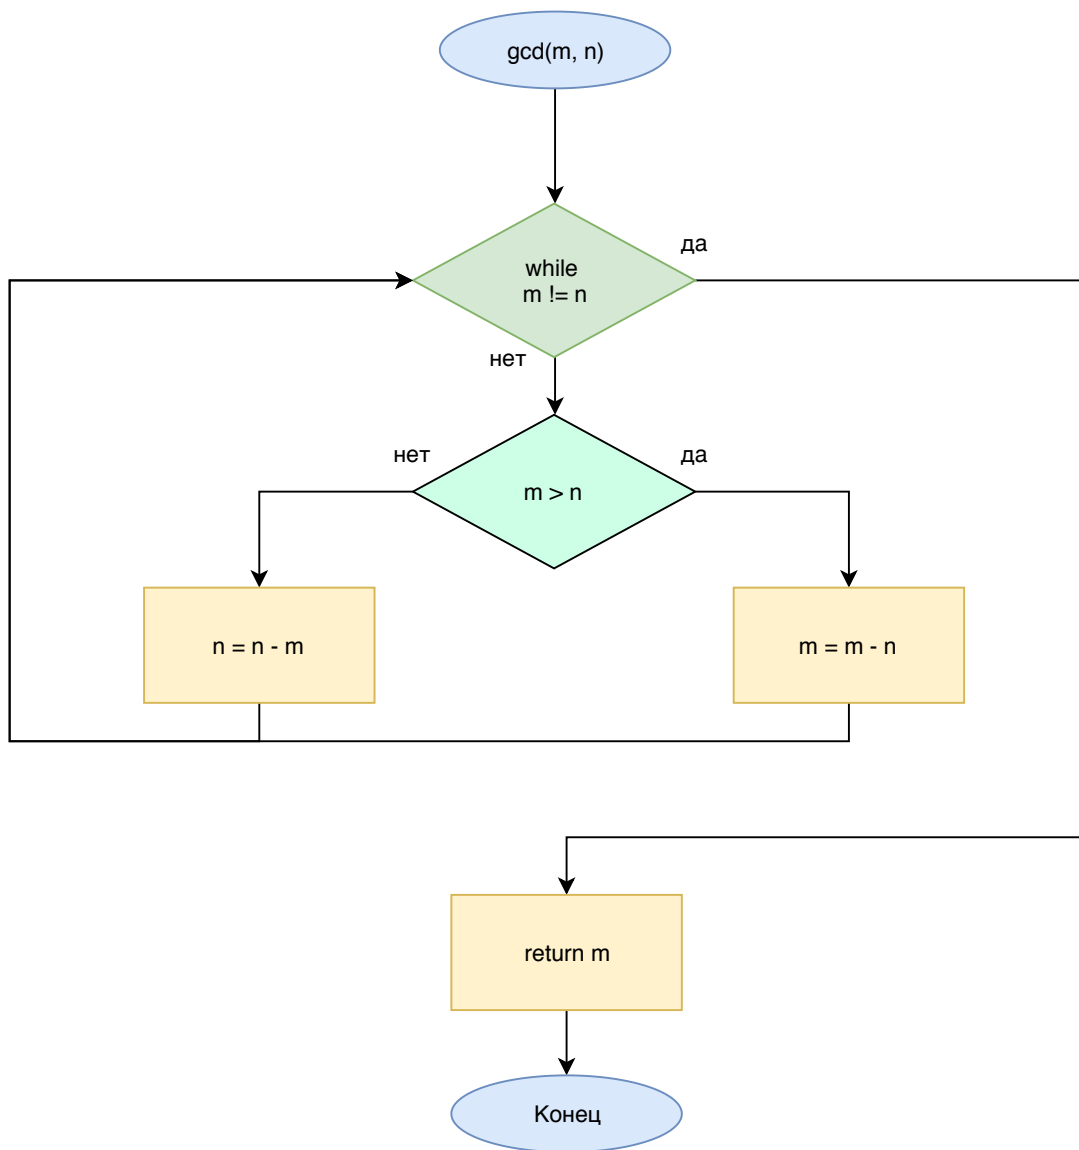 gcd(m, n)
да
while
m != n
нет
нет
да
m > n
n = n - m
m = m - n
return m
Конец